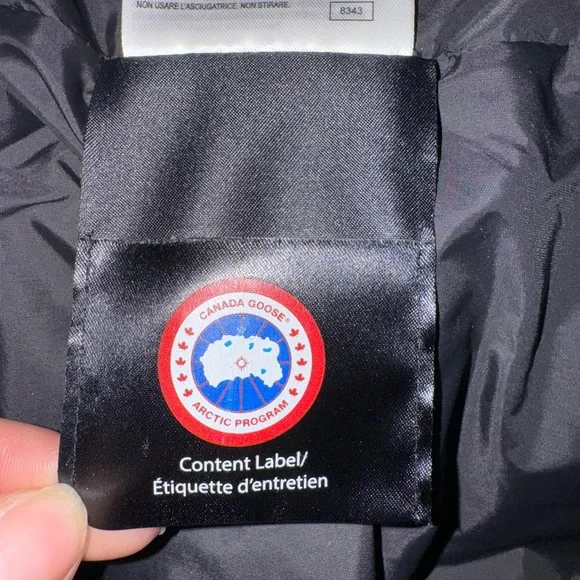 NON USARE L'ASCIUGATRICE. NON STIRARE.
8343
CANADA GOOSE®
ARCTIC PROGRAM
Content Label/
Étiquette d'entretien